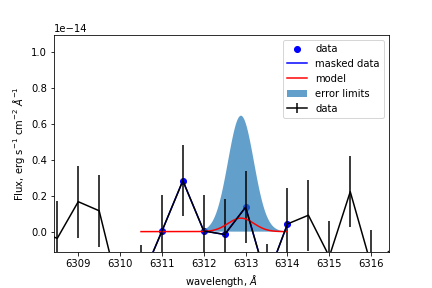 1e−14
1.0
0.8
0.6
0.4
0.2
0.0
Flux, erg s⁻¹ cm⁻² Å⁻¹
data
masked data
model
error limits
data
6309 6310 6311 6312 6313 6314 6315 6316
wavelength, Å